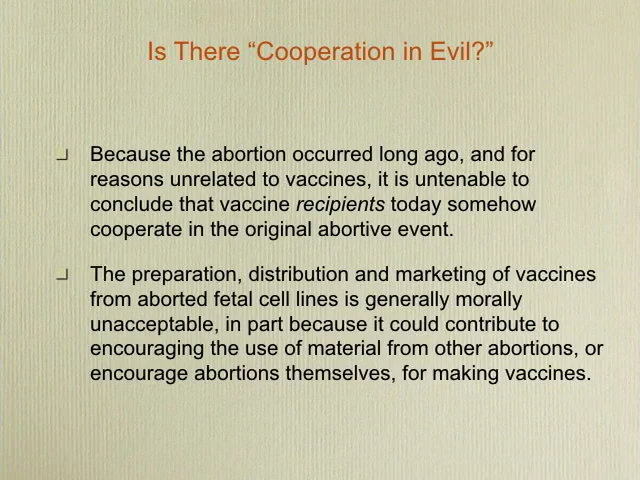 Is There “Cooperation in Evil?”
Because the abortion occurred long ago, and for
reasons unrelated to vaccines, it is untenable to
conclude that vaccine recipients today somehow
cooperate in the original abortive event.
The preparation, distribution and marketing of vaccines
from aborted fetal cell lines is generally morally
unacceptable, in part because it could contribute to
encouraging the use of material from other abortions, or
encourage abortions themselves, for making vaccines.